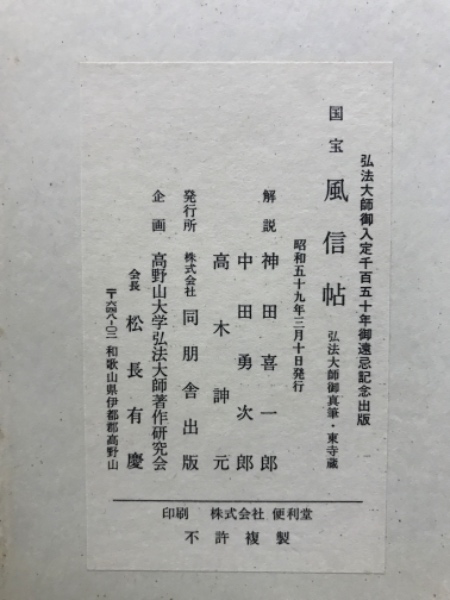 弘法大師御入定千百五十年御遠忌記念出版
国宝 風信帖 弘法大師御真筆・東寺蔵
昭和五十九年三月十日発行
解説 神田喜一郎
中田勇次郎
高木訷元
発行所 株式会社 同朋舎出版
企画 高野山大学弘法大師著作研究会
会長 松長有慶
〒六四八-〇二 和歌山県伊都郡高野山
印刷 株式会社 便利堂
不許複製